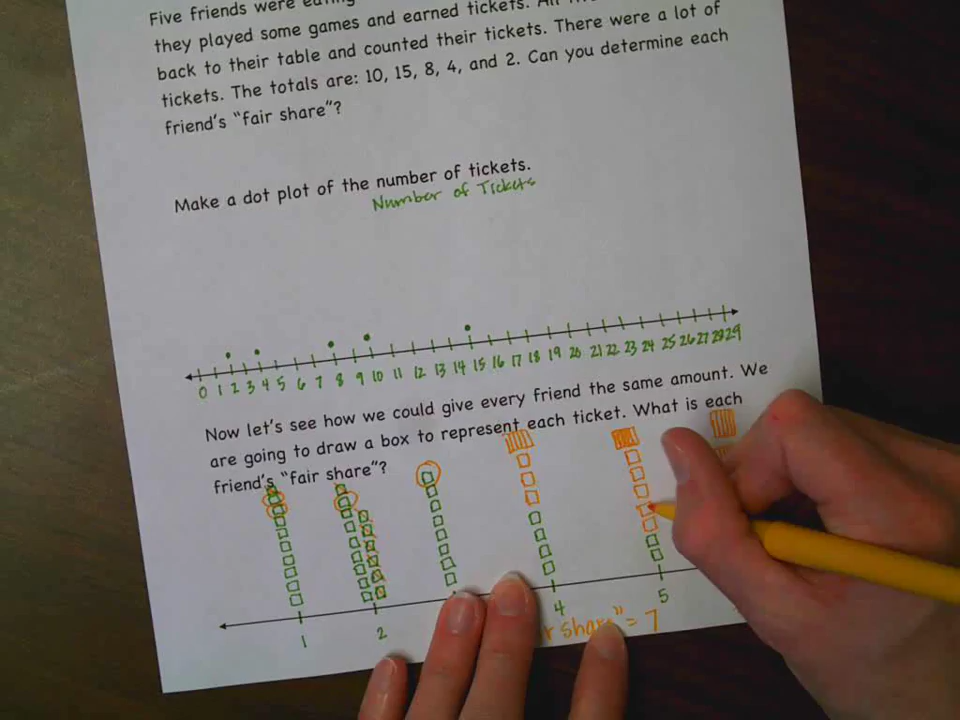 Five friends were eating
they played some games and earned tickets. All
back to their table and counted their tickets. There were a lot of
tickets. The totals are: 10, 15, 8, 4, and 2. Can you determine each
friend's "fair share"?
Make a dot plot of the number of tickets.
Number of Tickets
0 1 2 3 4 5 6 7 8 9 10 11 12 13 14 15 16 17 18 19 20 21 22 23 24 25 26 27 28 29
Now let's see how we could give every friend the same amount. We
are going to draw a box to represent each ticket. What is each
friend's "fair share"?
1 2 4 5
share" = 7